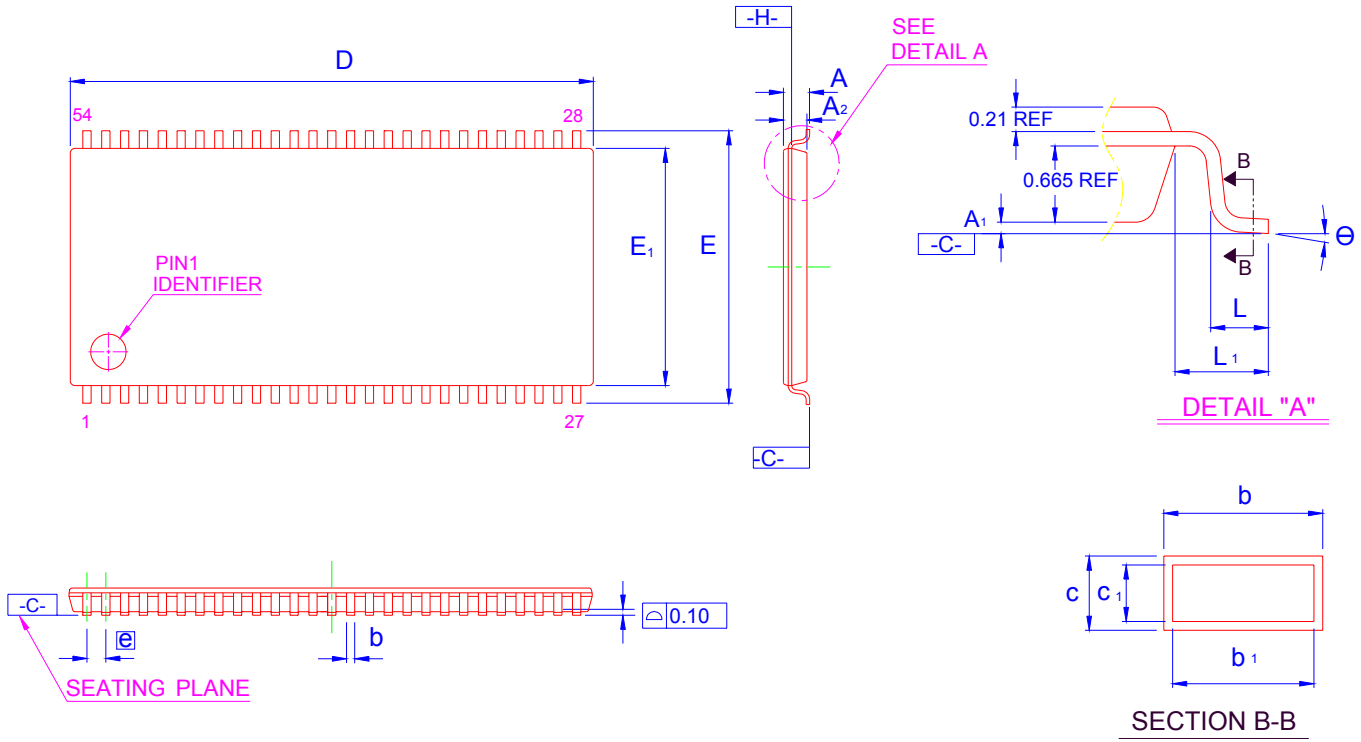 -H-
SEE
DETAIL A
D
A
A2
54
28
0.21 REF
0.665 REF
B
A1
-C-
Θ
B
E1
E
PIN1
IDENTIFIER
L
L1
1
27
DETAIL "A"
-C-
b
c
c1
b1
-C-
0.10
e
b
SEATING PLANE
SECTION B-B